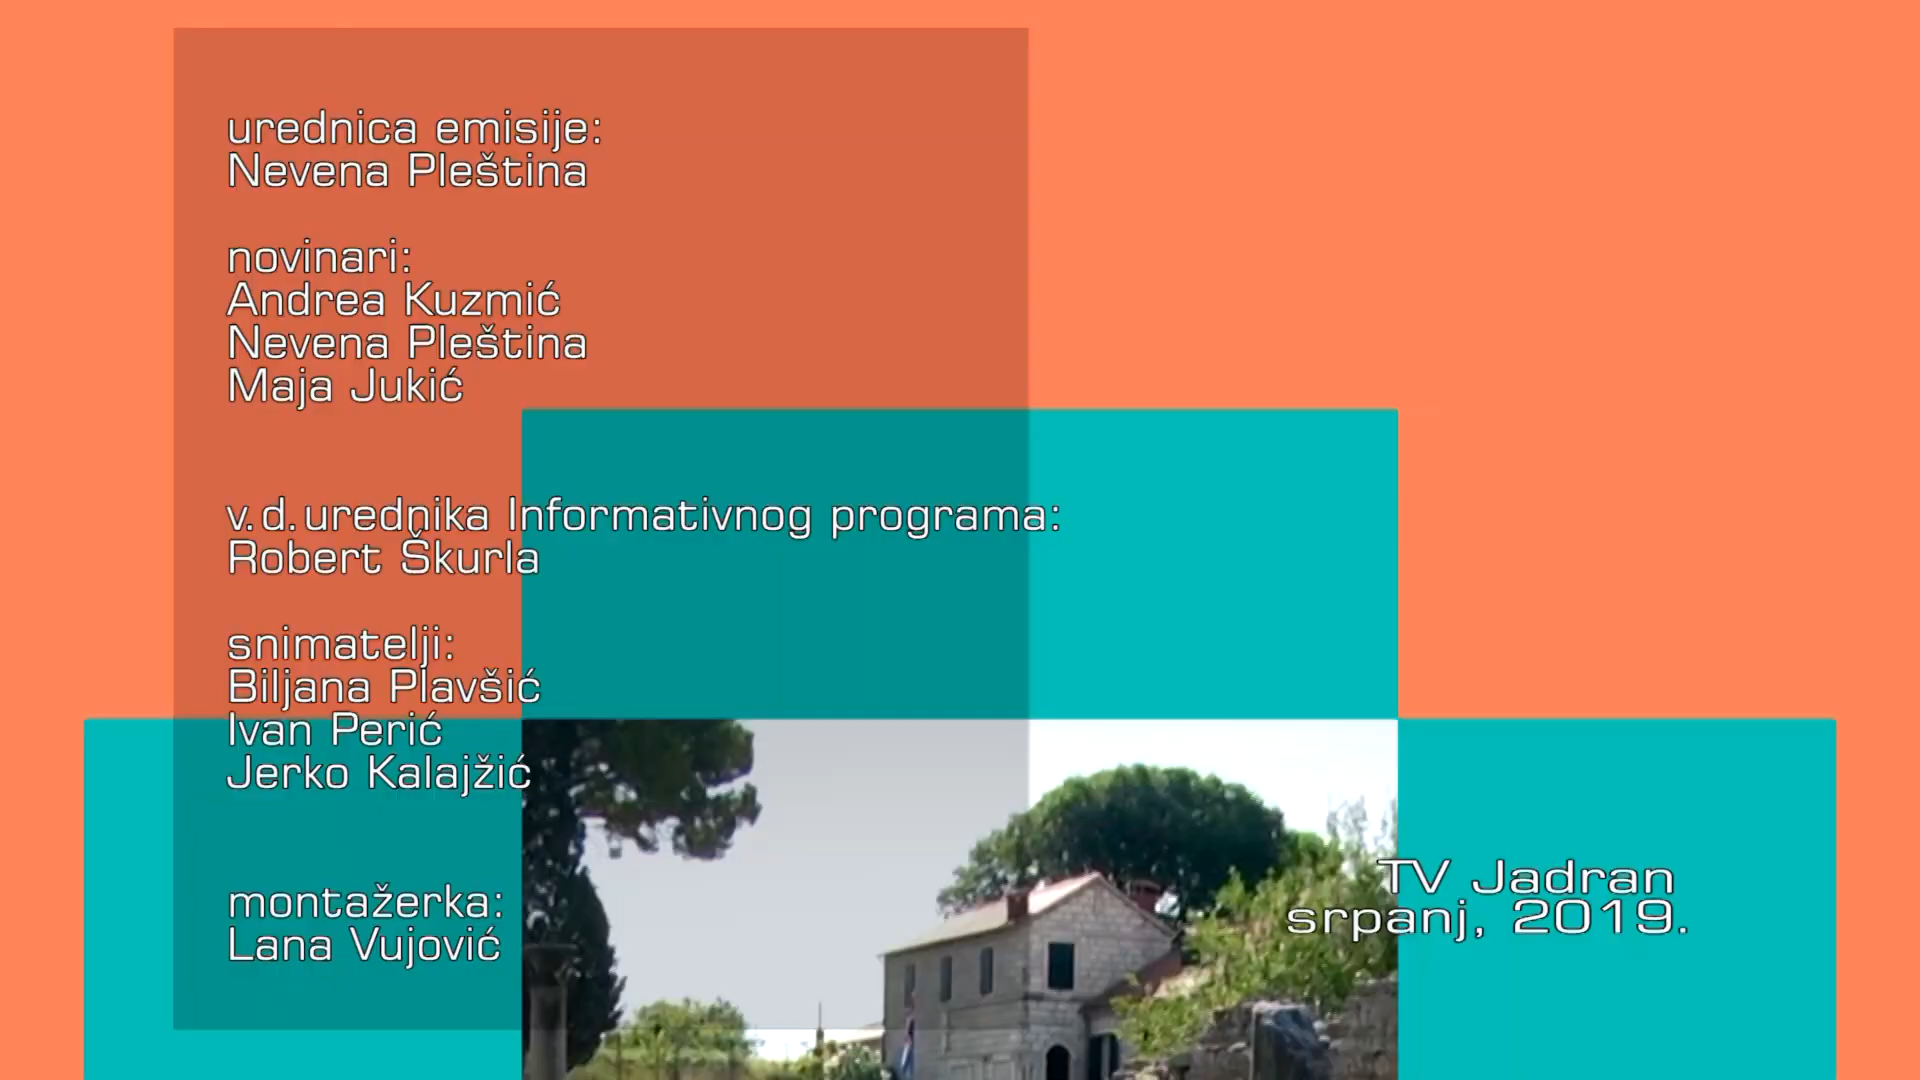 urednica emisije:
Nevena Pleština
novinari:
Andrea Kuzmić
Nevena Pleština
Maja Jukić
v.d.urednika Informativnog programa:
Robert Škurla
snimatelji:
Biljana Plavšić
Ivan Perić
Jerko Kalajžić
montažerka:
Lana Vujović
TV Jadran
srpanj, 2019.